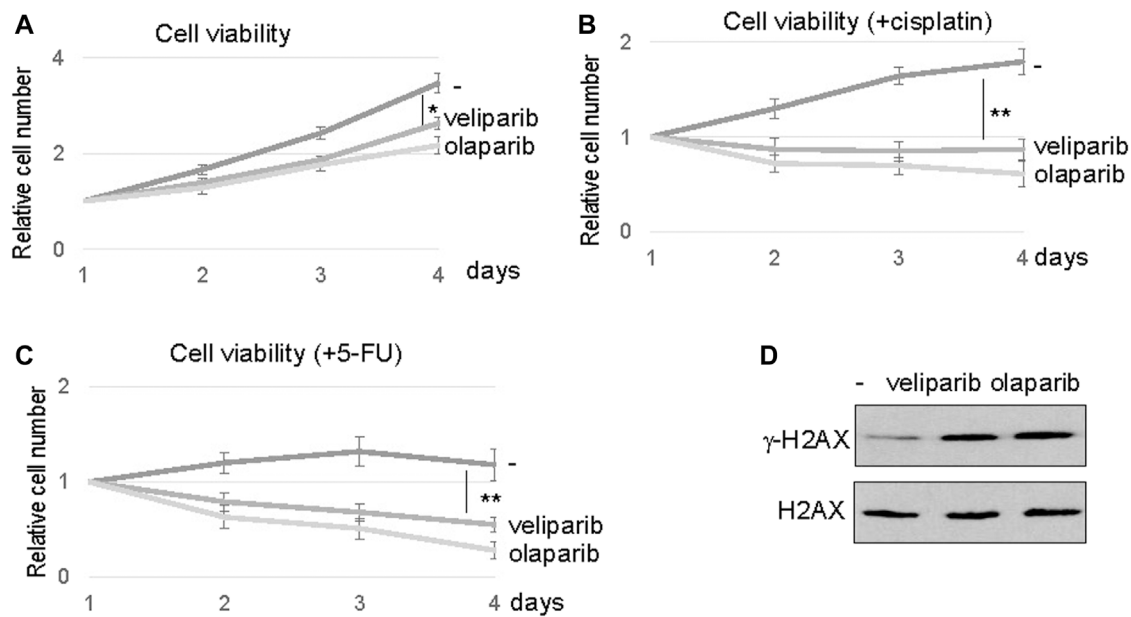 A
Cell viability
Relative cell number
4
2
0
-
*
veliparib
olaparib
1 2 3 4 days
B
Cell viability (+cisplatin)
Relative cell number
2
1
0
-
**
veliparib
olaparib
1 2 3 4 days
C
Cell viability (+5-FU)
Relative cell number
2
1
0
-
**
veliparib
olaparib
1 2 3 4 days
D
- veliparib olaparib
γ-H2AX
H2AX